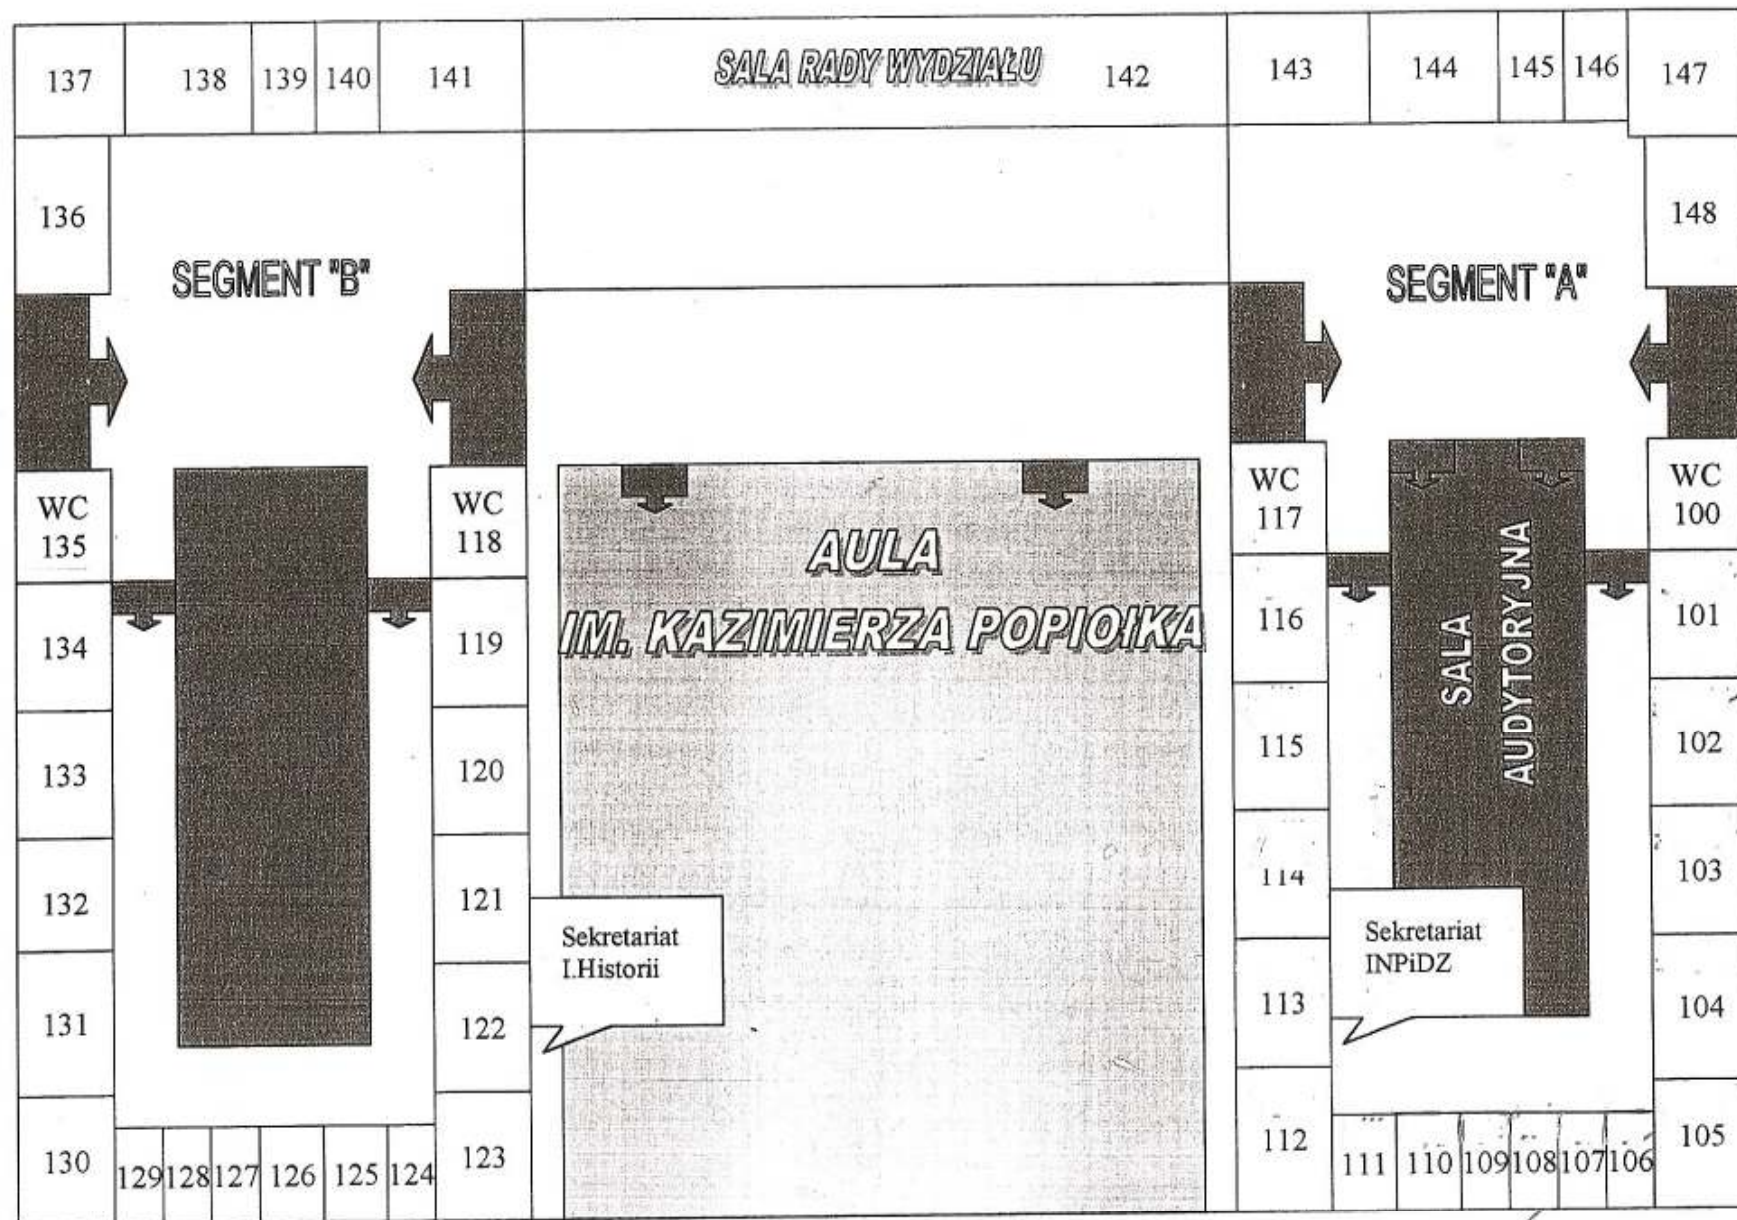 137 138 139 140 141 SALA RADY WYDZIAŁU 142 143 144 145 146 147
136 148
SEGMENT "B" SEGMENT "A"
WC
135
WC
118
WC
117
WC
100
AULA
IM. KAZIMIERZA POPIOłKA
SALA
AUDYTORYJNA
134 119 116 101
133 120 115 102
132 121 114 103
Sekretariat
I.Historii
Sekretariat
INPiDZ
131 122 113 104
130 129 128 127 126 125 124 123 112 111 110 109 108 107 106 105